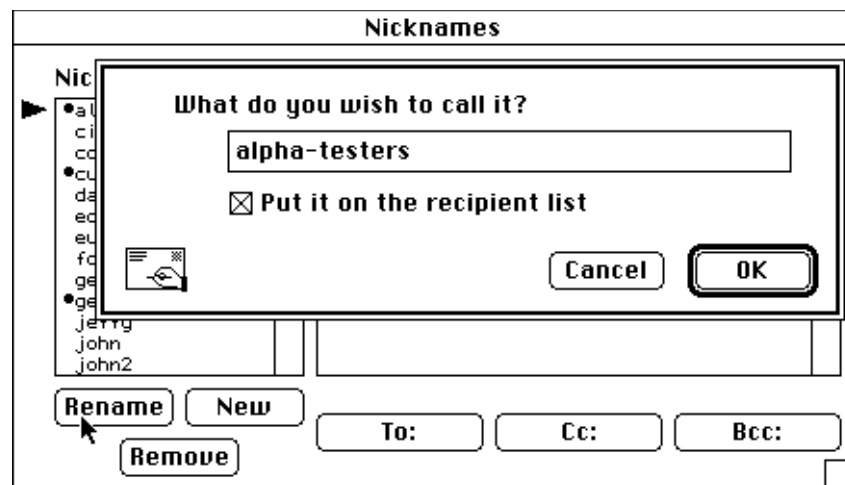 Nicknames
What do you wish to call it?
alpha-testers
Put it on the recipient list
Cancel
OK
jeffy
john
john2
Rename
New
Remove
To:
Cc:
Bcc: